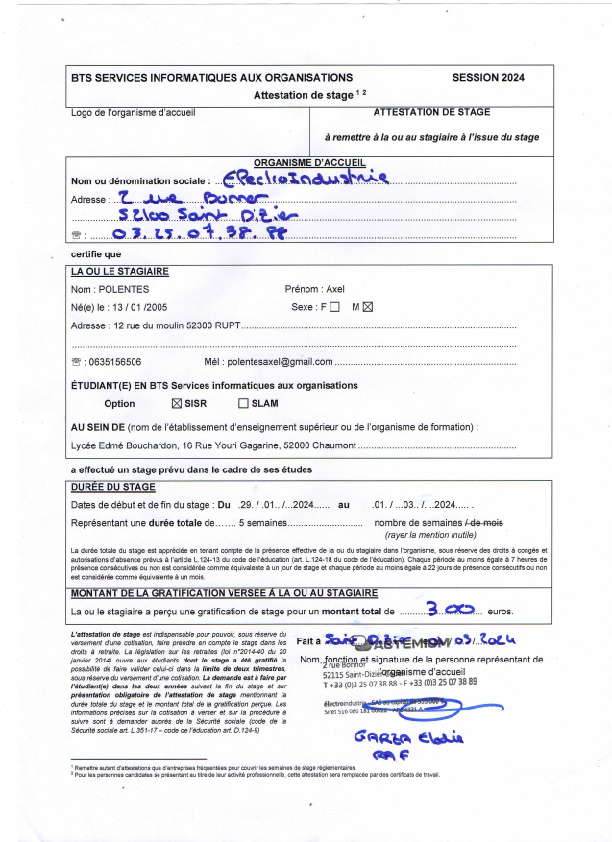 BTS SERVICES INFORMATIQUES AUX ORGANISATIONS SESSION 2024
Attestation de stage 1 2
Logo de l'organisme d'accueil
ATTESTATION DE STAGE
à remettre à la ou au stagiaire à l'issue du stage
ORGANISME D'ACCUEIL
Nom ou dénomination sociale : ElectroIndustrie
Adresse : 2 rue Bonnor
52100 Saint Dizier
☏ : 03.25.07.38.88
certifie que
LA OU LE STAGIAIRE
Nom : POLENTES Prénom : Axel
Né(e) le : 13 / 01 /2005 Sexe : F ☐ M ☒
Adresse : 12 rue du moulin 52300 RUPT
☏ : 0635156506 Mél : polentesaxel@gmail.com
ÉTUDIANT(E) EN BTS Services informatiques aux organisations
Option ☒ SISR ☐ SLAM
AU SEIN DE (nom de l'établissement d'enseignement supérieur ou de l'organisme de formation) :
Lycée Edmé Bouchardon, 16 Rue Youri Gagarine, 52000 Chaumont
a effectué un stage prévu dans le cadre de ses études
DURÉE DU STAGE
Dates de début et de fin du stage : Du .29. / .01.. /...2024...... au .01. / ...03.. / ..2024..... .
Représentant une durée totale de....... 5 semaines.................. nombre de semaines / de mois
(rayer la mention inutile)
La durée totale du stage est appréciée en tenant compte de la présence effective de la ou du stagiaire dans l'organisme, sous réserve des droits à congés et
autorisations d'absence prévus à l'article L.124-13 du code de l'éducation (art. L.124-18 du code de l'éducation). Chaque période au moins égale à 7 heures de
présence consécutives ou non est considérée comme équivalente à un jour de stage et chaque période au moins égale à 22 jours de présence consécutifs ou non
est considérée comme équivalente à un mois.
MONTANT DE LA GRATIFICATION VERSÉE À LA OU AU STAGIAIRE
La ou le stagiaire a perçu une gratification de stage pour un montant total de 300 euros.
L'attestation de stage est indispensable pour pouvoir, sous réserve du
versement d'une cotisation, faire prendre en compte le stage dans les
droits à retraite. La législation sur les retraites (loi n°2014-40 du 20
janvier 2014) ouvre aux étudiants dont le stage a été gratifié la
possibilité de faire valider celui-ci dans la limite de deux trimestres,
sous réserve du versement d'une cotisation. La demande est à faire par
l'étudiant(e) dans les deux années suivant la fin du stage et sur
présentation obligatoire de l'attestation de stage mentionnant la
durée totale du stage et le montant total de la gratification perçue. Les
informations précises sur la cotisation à verser et sur la procédure à
suivre sont à demander auprès de la Sécurité sociale (code de la
Sécurité sociale art. L.351-17 – code de l'éducation art. D.124-9)
Fait à Saint Dizier 03/2024
Nom, fonction et signature de la personne représentant de
l'organisme d'accueil
2 rue Bonnor
52115 Saint-Dizier
T +33 (0)3 25 07 38 88 - F +33 (0)3 25 07 38 89
électroindustrie - SAS au capital de
GARZA Elodie
RAF
1 Remettre autant d'attestations que d'entreprises fréquentées pour couvrir les semaines de stage réglementaires.
2 Pour les personnes candidates se présentant au titre de leur activité professionnelle, cette attestation sera remplacée par des certificats de travail.